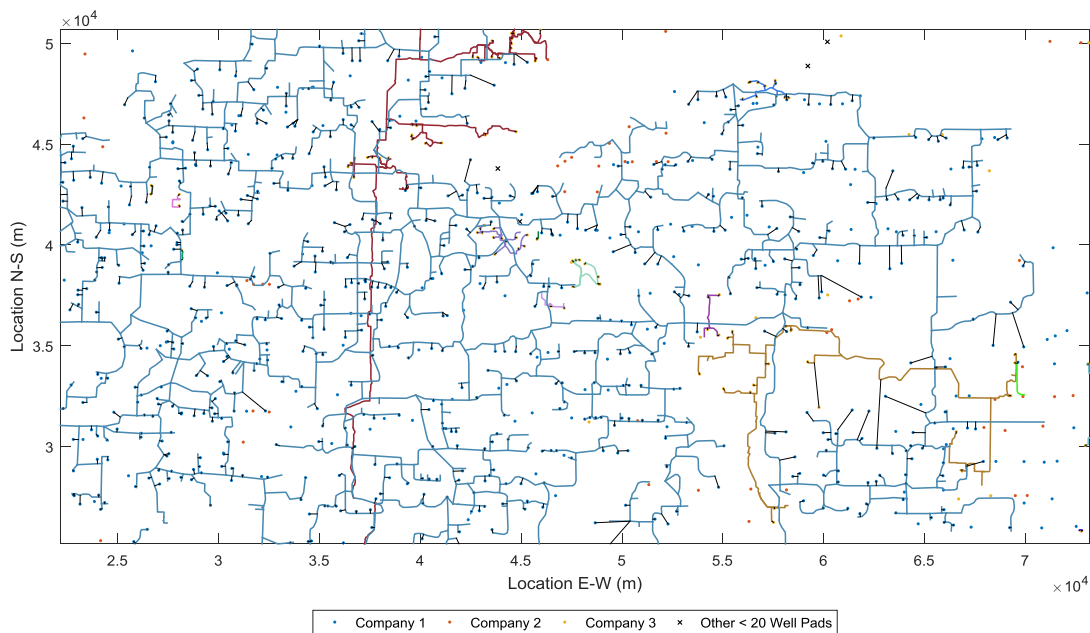 × 10⁴
5
4.5
4
3.5
3
Location N-S (m)
2.5 3 3.5 4 4.5 5 5.5 6 6.5 7
Location E-W (m)
× 10⁴
Company 1 Company 2 Company 3 Other < 20 Well Pads